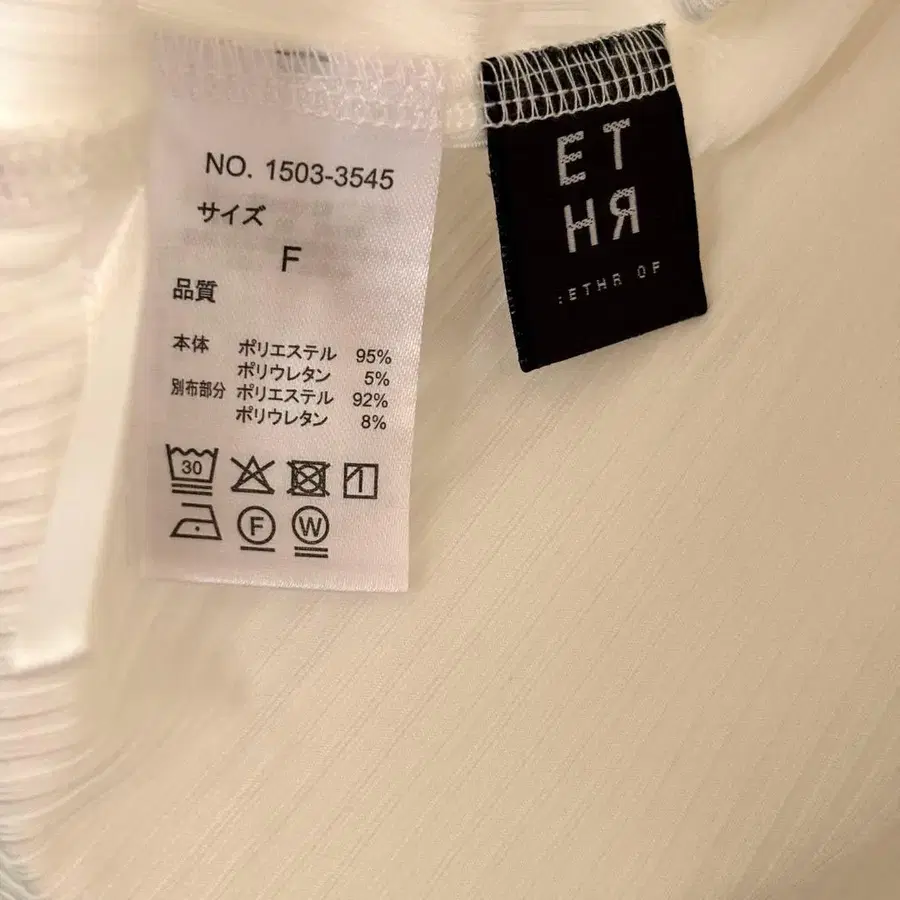 NO. 1503-3545
サイズ
F
品質
本体 ポリエステル 95%
ポリウレタン 5%
別布部分 ポリエステル 92%
ポリウレタン 8%
30
F
W
ET
HЯ
:ETHR OF